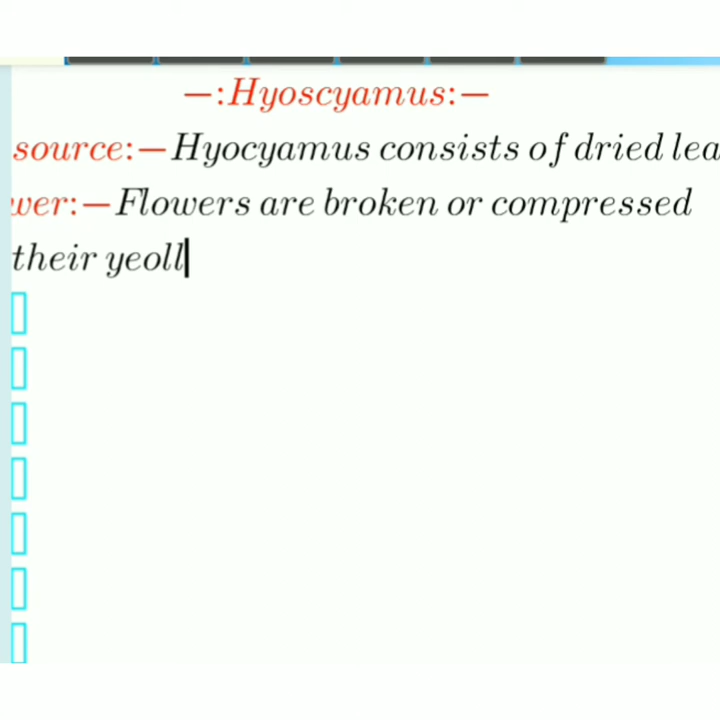 −:Hyoscyamus:−
source:−Hyocyamus consists of dried lea
wer:−Flowers are broken or compressed
their yeoll